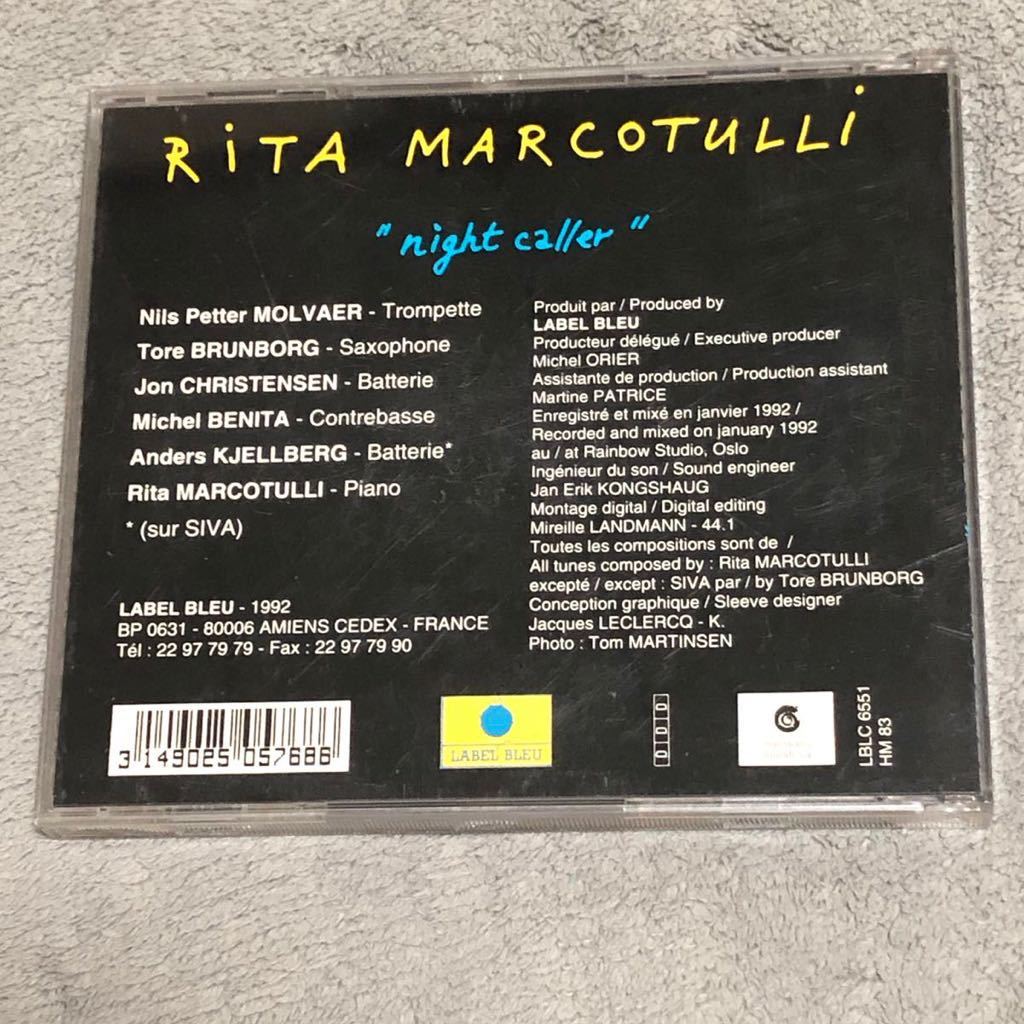 RiTA MARCOTULLi
" night caller "
Nils Petter MOLVAER - Trompette
Tore BRUNBORG - Saxophone
Jon CHRISTENSEN - Batterie
Michel BENITA - Contrebasse
Anders KJELLBERG - Batterie*
Rita MARCOTULLI - Piano
* (sur SIVA)
LABEL BLEU - 1992
BP 0631 - 80006 AMIENS CEDEX - FRANCE
Tél : 22 97 79 79 - Fax : 22 97 79 90
Produit par / Produced by
LABEL BLEU
Producteur délégué / Executive producer
Michel ORIER
Assistante de production / Production assistant
Martine PATRICE
Enregistré et mixé en janvier 1992 /
Recorded and mixed on january 1992
au / at Rainbow Studio, Oslo
Ingénieur du son / Sound engineer
Jan Erik KONGSHAUG
Montage digital / Digital editing
Mireille LANDMANN - 44.1
Toutes les compositions sont de /
All tunes composed by : Rita MARCOTULLI
excepté / except : SIVA par / by Tore BRUNBORG
Conception graphique / Sleeve designer
Jacques LECLERCQ - K.
Photo : Tom MARTINSEN
3 149025 057686
LABEL BLEU
DDD
LBLC 6551
HM 83